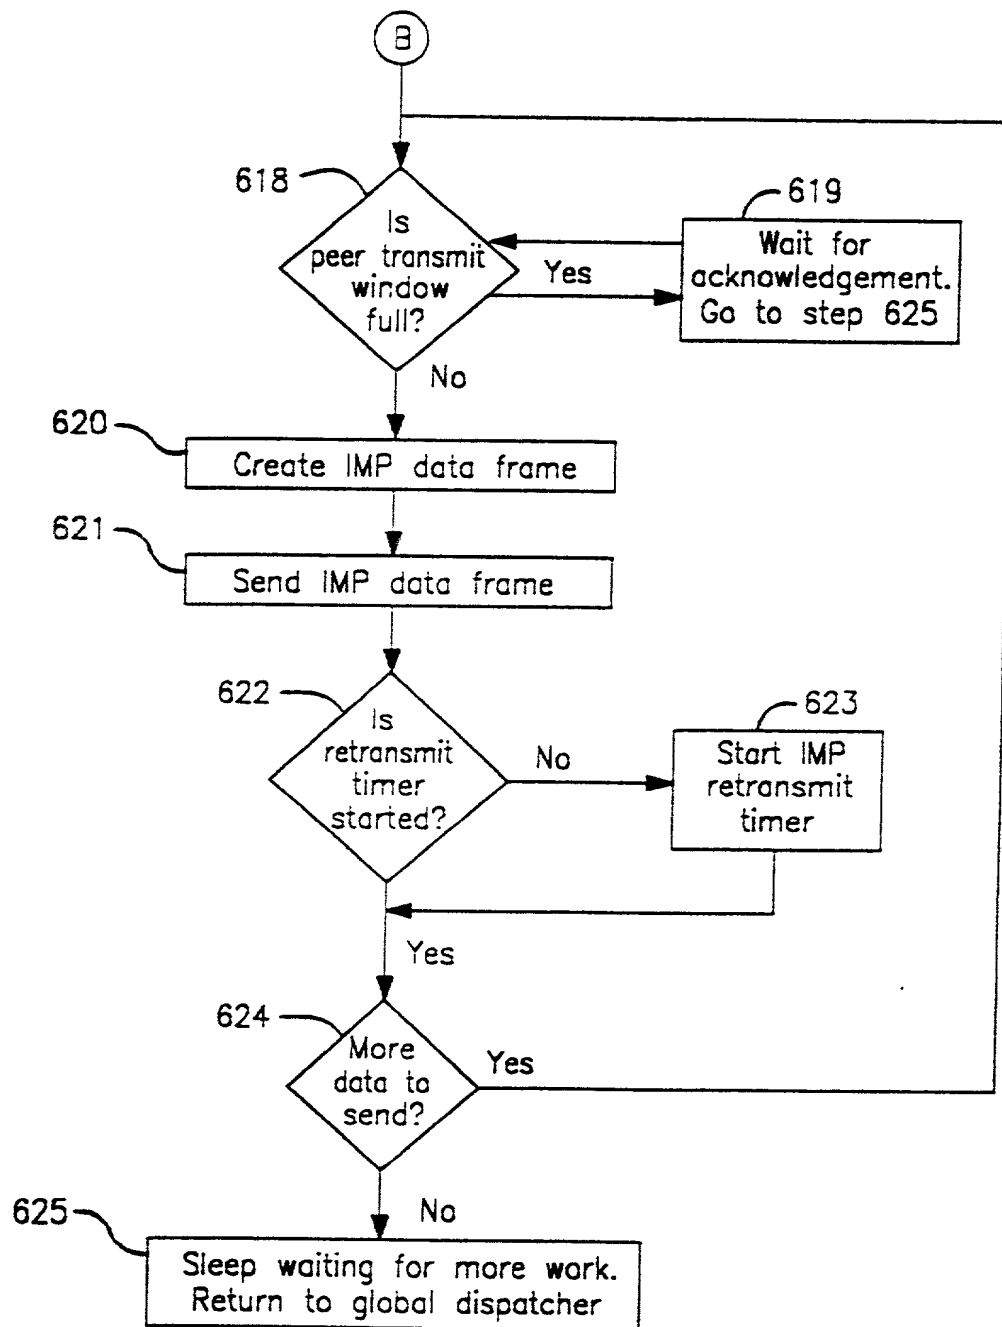 B
618
Is
peer transmit
window
full?
Yes
No
619
Wait for
acknowledgement.
Go to step 625
620
Create IMP data frame
621
Send IMP data frame
622
Is
retransmit
timer
started?
No
Yes
623
Start IMP
retransmit
timer
624
More
data to
send?
Yes
No
625
Sleep waiting for more work.
Return to global dispatcher